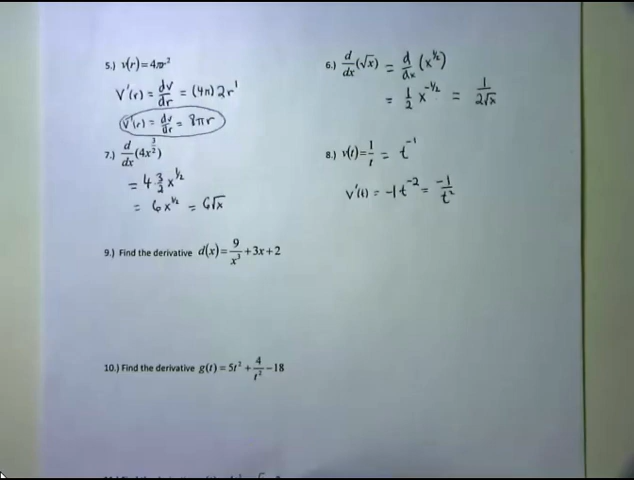 5.) v(r)=4πr²
V'(r) = dv/dr = (4π) 2r¹
V'(r) = dv/dr = 8πr
6.) d/dx (√x) = d/dx (x^½)
= 1/2 x^-½ = 1/2√x
7.) d/dx (4x^3/2)
= 4 3/2 x^½
= 6x^½ = 6√x
8.) v(t)=1/t = t^-1
v'(t) = -1t^-2 = -1/t²
9.) Find the derivative d(x)=9/x³+3x+2
10.) Find the derivative g(t)=5t²+4/t²-18